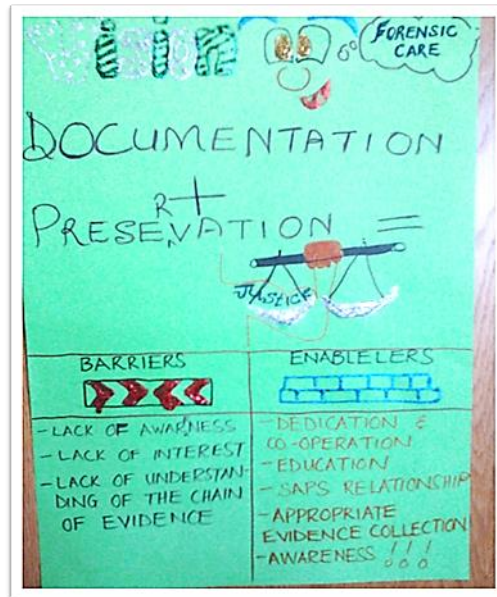 VISION
FORENSIC
CARE
DOCUMENTATION
+
PRESERVATION =
JUSTICE
BARRIERS
ENABLELERS
-LACK OF AWARNESS
-LACK OF INTEREST
-LACK OF UNDERSTAN-
DING OF THE CHAIN
OF EVIDENCE
-DEDICATION &
CO-OPERATION
-EDUCATION
-SAPS RELATIONSHIP
-APPROPRIATE
EVIDENCE COLLECTION
-AWARENESS !!!